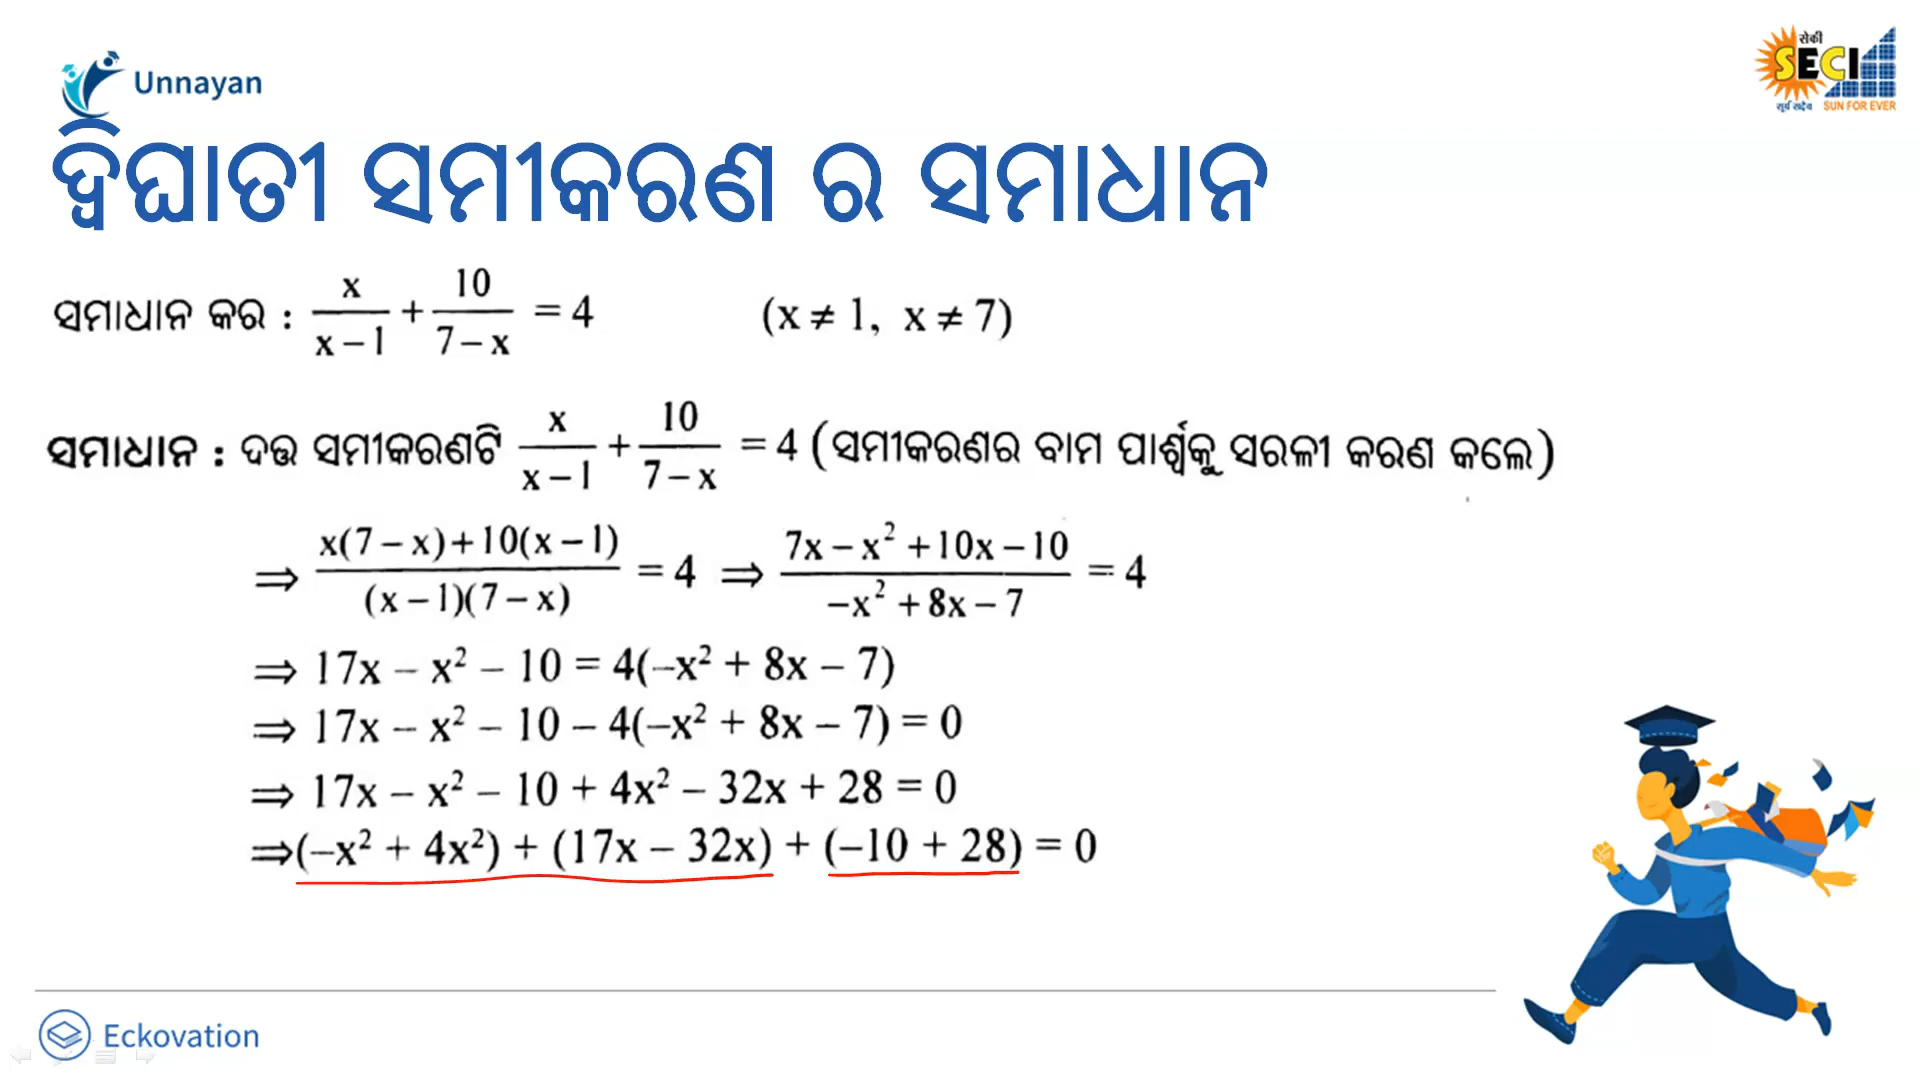 Unnayan
सेकी
SECI
सूर्य सदैव SUN FOR EVER
ଦ୍ୱିଘାତୀ ସମୀକରଣ ର ସମାଧାନ
ସମାଧାନ କର : x/(x – 1) + 10/(7 – x) = 4 (x ≠ 1, x ≠ 7)
ସମାଧାନ : ଦତ୍ତ ସମୀକରଣଟି x/(x – 1) + 10/(7 – x) = 4 (ସମୀକରଣର ବାମ ପାର୍ଶ୍ୱକୁ ସରଳୀ କରଣ କଲେ)
⇒ (x(7 – x)+10(x – 1))/((x – 1)(7 – x)) = 4 ⇒ (7x – x² + 10x – 10)/(–x² + 8x – 7) = 4
⇒ 17x – x² – 10 = 4(–x² + 8x – 7)
⇒ 17x – x² – 10 – 4(–x² + 8x – 7) = 0
⇒ 17x – x² – 10 + 4x² – 32x + 28 = 0
⇒(–x² + 4x²) + (17x – 32x) + (–10 + 28) = 0
Eckovation